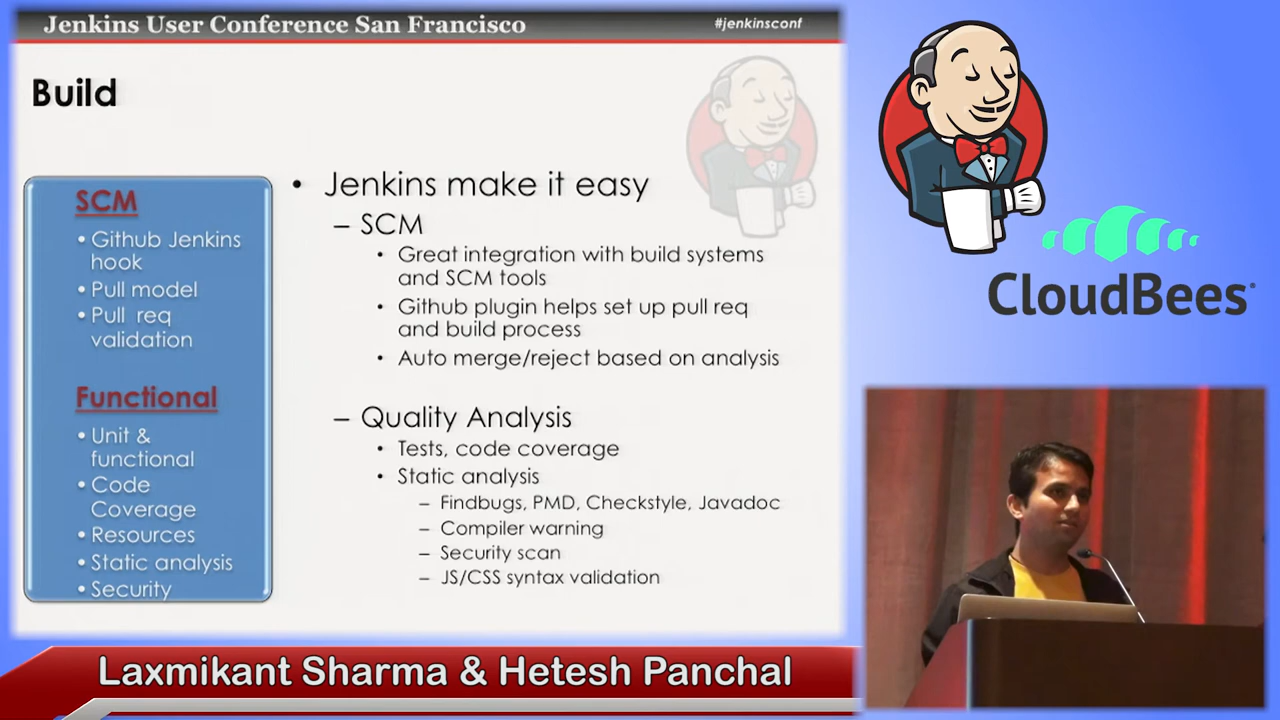 Jenkins User Conference San Francisco
#jenkinsconf
Build
SCM
• Github Jenkins
hook
• Pull model
• Pull req
validation
Functional
• Unit &
functional
• Code
Coverage
• Resources
• Static analysis
• Security
• Jenkins make it easy
– SCM
• Great integration with build systems
and SCM tools
• Github plugin helps set up pull req
and build process
• Auto merge/reject based on analysis
– Quality Analysis
• Tests, code coverage
• Static analysis
– Findbugs, PMD, Checkstyle, Javadoc
– Compiler warning
– Security scan
– JS/CSS syntax validation
CloudBees
Laxmikant Sharma & Hetesh Panchal